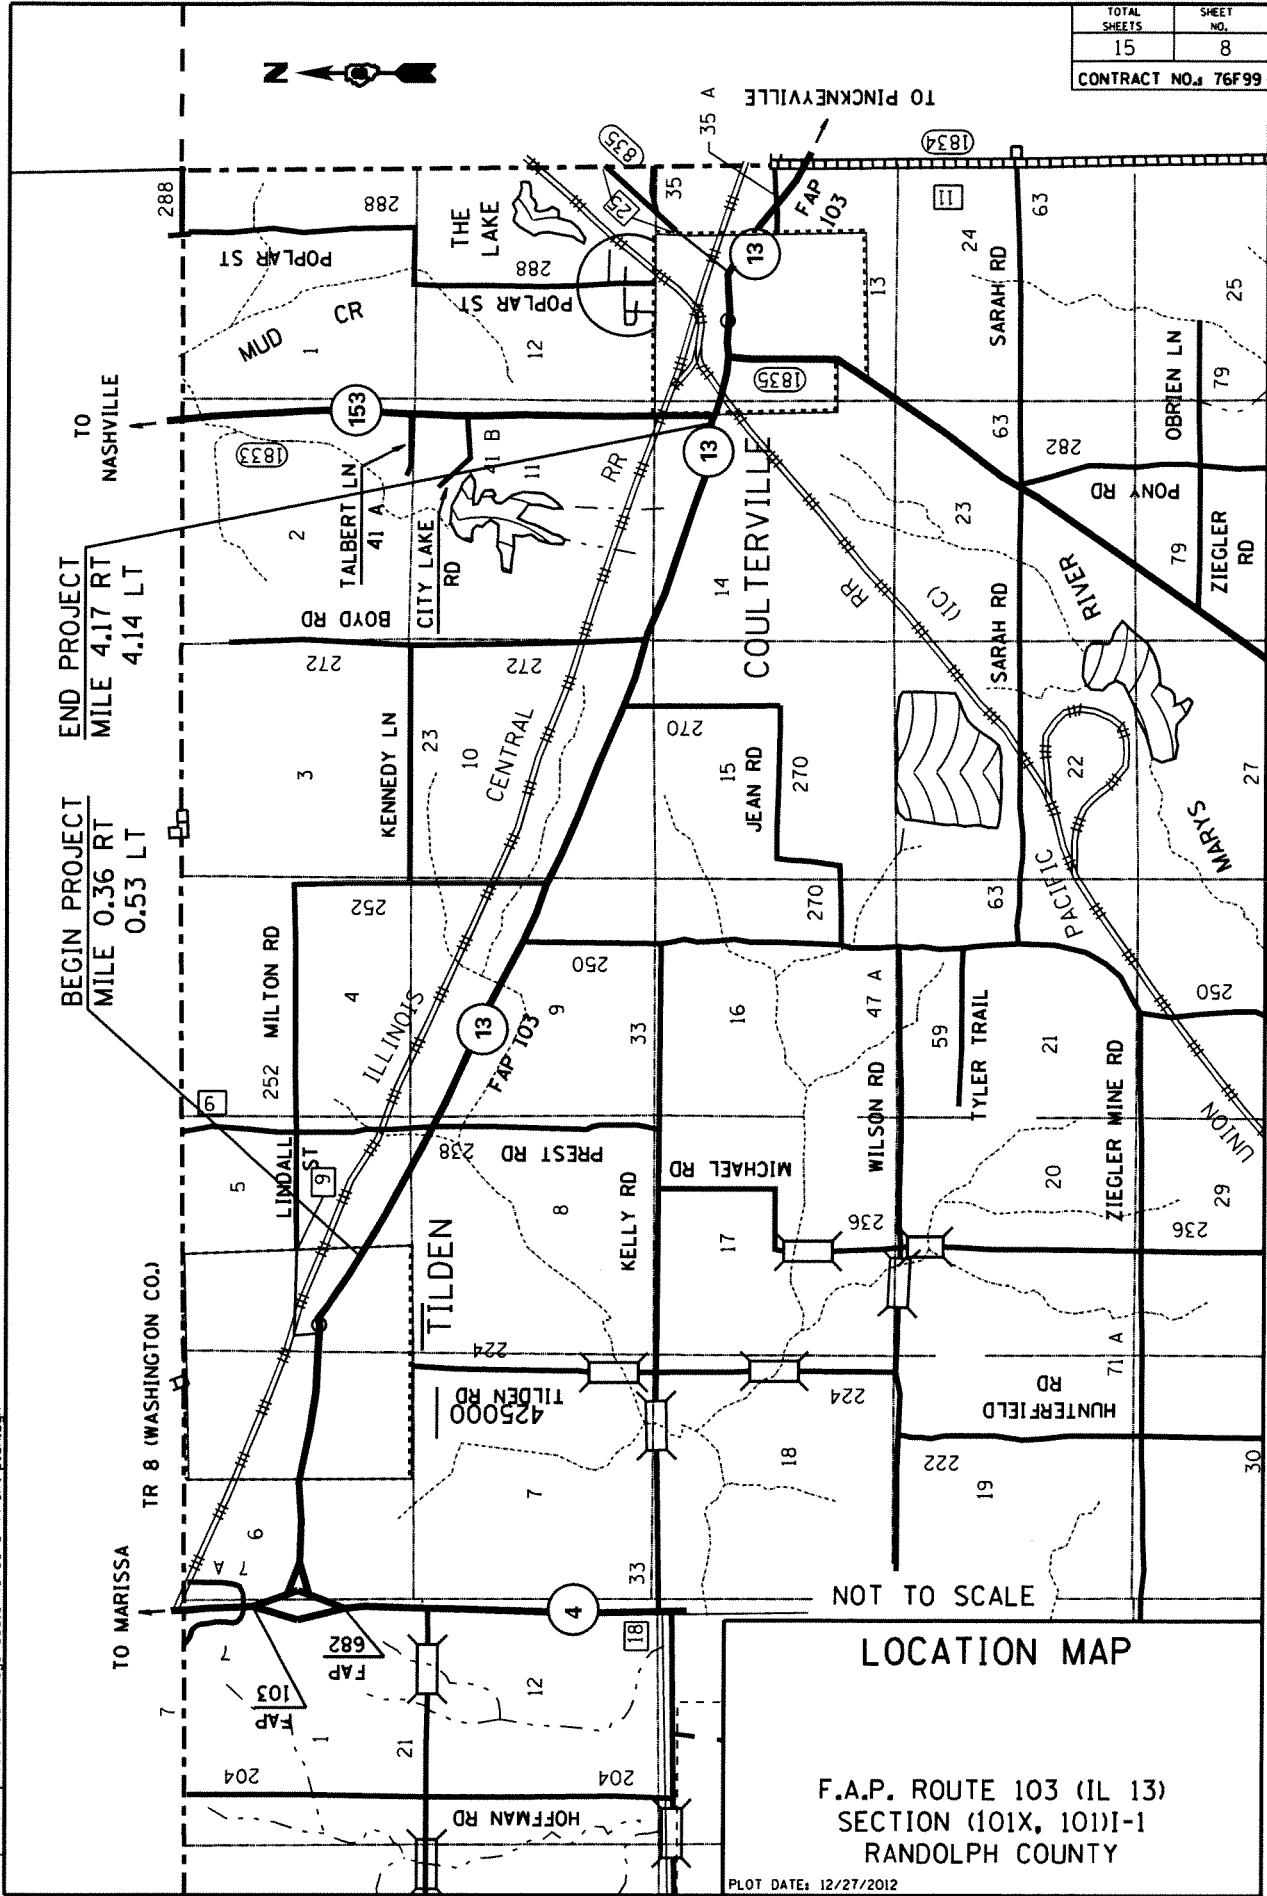 TOTAL SHEETS
SHEET NO.
15
8
CONTRACT NO.: 76F99
N
TO PINCKNEYVILLE
35 A
835
1834
288
288
POPLAR ST
THE LAKE
288
POPLAR ST
25
35
FAP 103
13
11
63
24
SARAH RD
13
25
MUD CR
1
12
TO NASHVILLE
153
1833
1835
OBRIEN LN
79
63
282
END PROJECT
MILE 4.17 RT
4.14 LT
TALBERT LN
41 A
41 B
11
CITY LAKE RD
2
BOYD RD
RR
13
COULTERVILLE
14
RR
(IC)
23
PONY RD
79
ZIEGLER RD
RIVER
SARAH RD
272
272
KENNEDY LN
23
10
3
CENTRAL
270
15
JEAN RD
270
22
27
MARYS
BEGIN PROJECT
MILE 0.36 RT
0.53 LT
252
MILTON RD
252
4
ILLINOIS
13
FAP 103
9
250
33
16
270
47 A
63
PACIFIC
59
TYLER TRAIL
21
250
9
LINDALL ST
9
5
238
PREST RD
8
KELLY RD
MICHAEL RD
17
WILSON RD
236
20
ZIEGLER MINE RD
UNION
29
236
TR 8 (WASHINGTON CO.)
TILDEN
224
TILDEN RD
425000
224
71 A
HUNTERFIELD RD
7
18
222
19
30
TO MARISSA
6
7 A
7
7
FAP 682
FAP 103
4
33
18
1
12
21
204
204
HOFFMAN RD
NOT TO SCALE
LOCATION MAP
F.A.P. ROUTE 103 (IL 13)
SECTION (101X, 101)I-1
RANDOLPH COUNTY
PLOT DATE: 12/27/2012